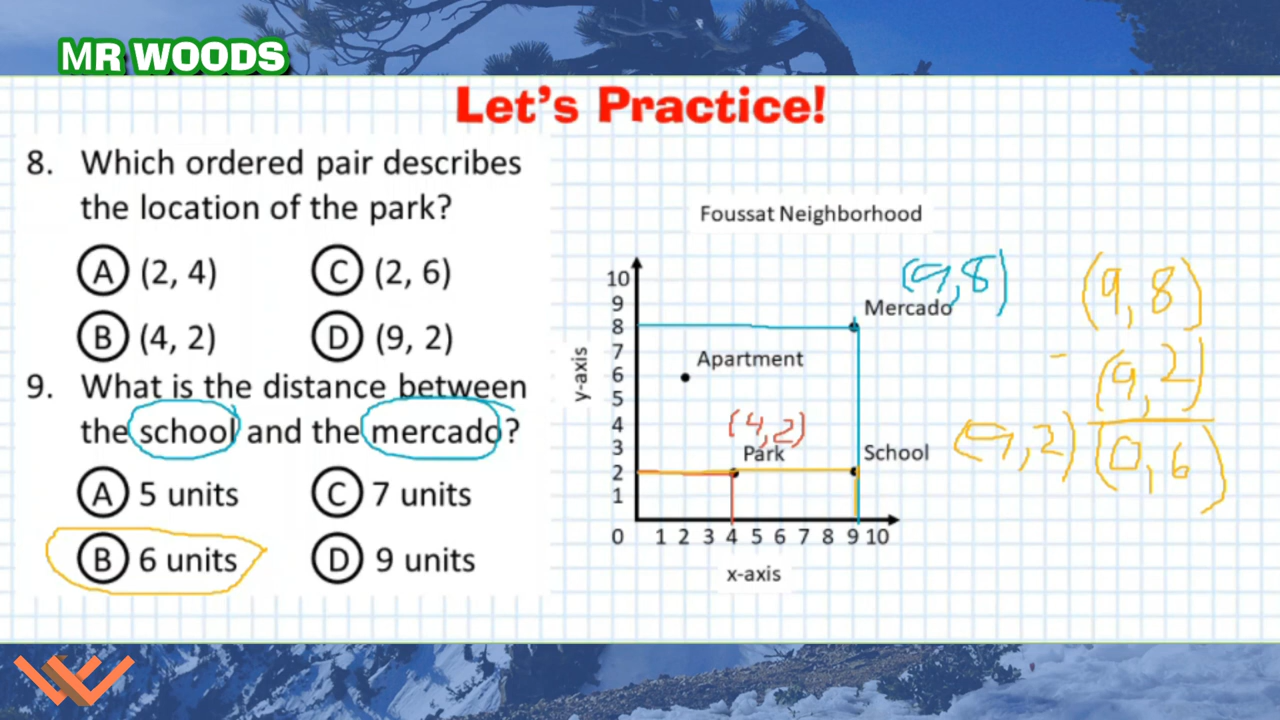 MR WOODS
Let's Practice!
8. Which ordered pair describes
the location of the park?
A (2, 4) C (2, 6)
B (4, 2) D (9, 2)
9. What is the distance between
the school and the mercado?
A 5 units C 7 units
B 6 units D 9 units
Foussat Neighborhood
y-axis
10
9
8
7
6
5
4
3
2
1
0 1 2 3 4 5 6 7 8 9 10
x-axis
(9,8)
Mercado
Apartment
(4,2)
Park
School
(9,2)
(9, 8)
- (9, 2)
(0, 6)